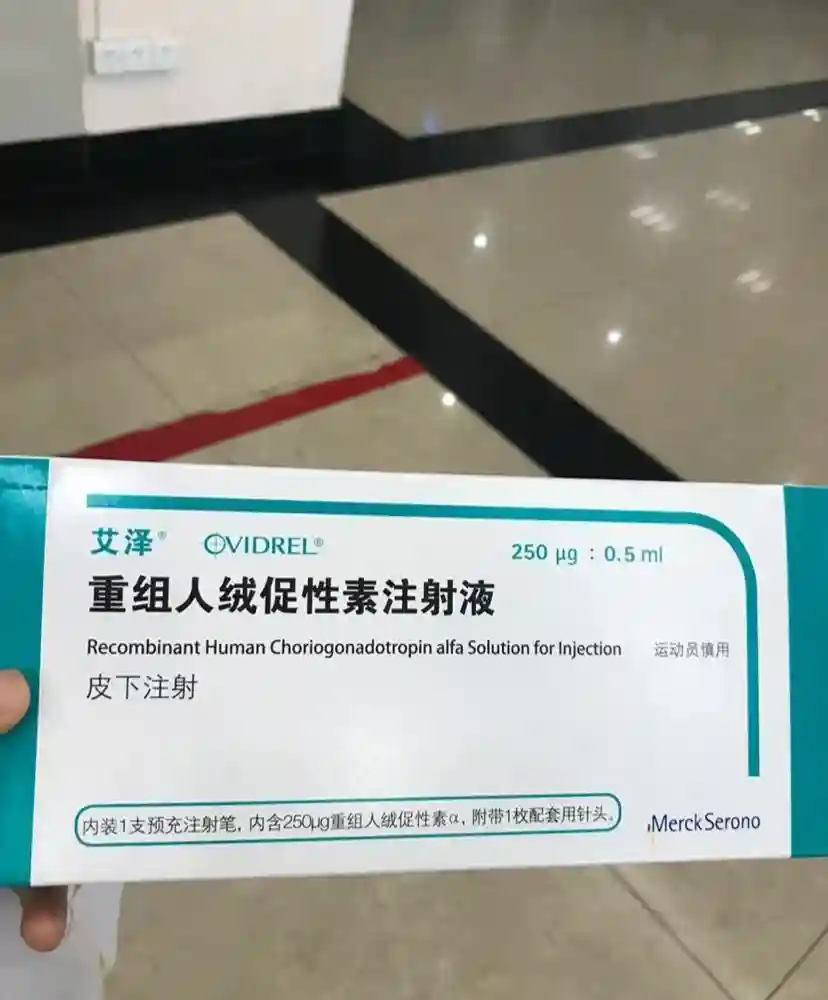 艾泽® OVIDREL® 250 μg : 0.5 ml
重组人绒促性素注射液
Recombinant Human Choriogonadotropin alfa Solution for Injection 运动员慎用
皮下注射
内装1支预充注射笔, 内含250μg重组人绒促性素α, 附带1枚配套用针头。
Merck Serono